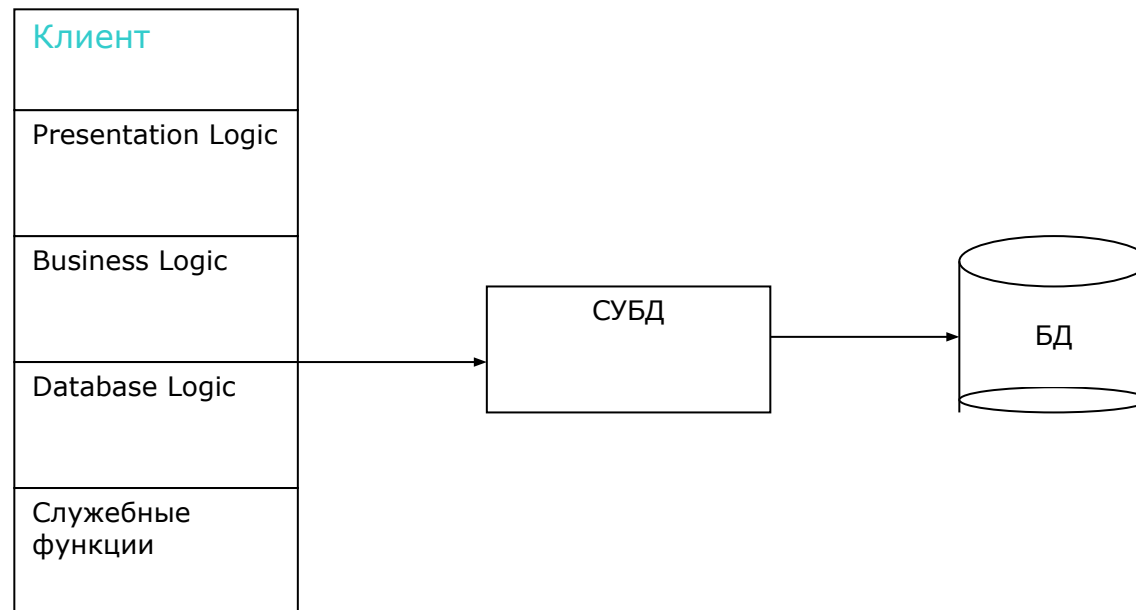 Клиент
Presentation Logic
Business Logic
Database Logic
Служебные
функции
СУБД
БД